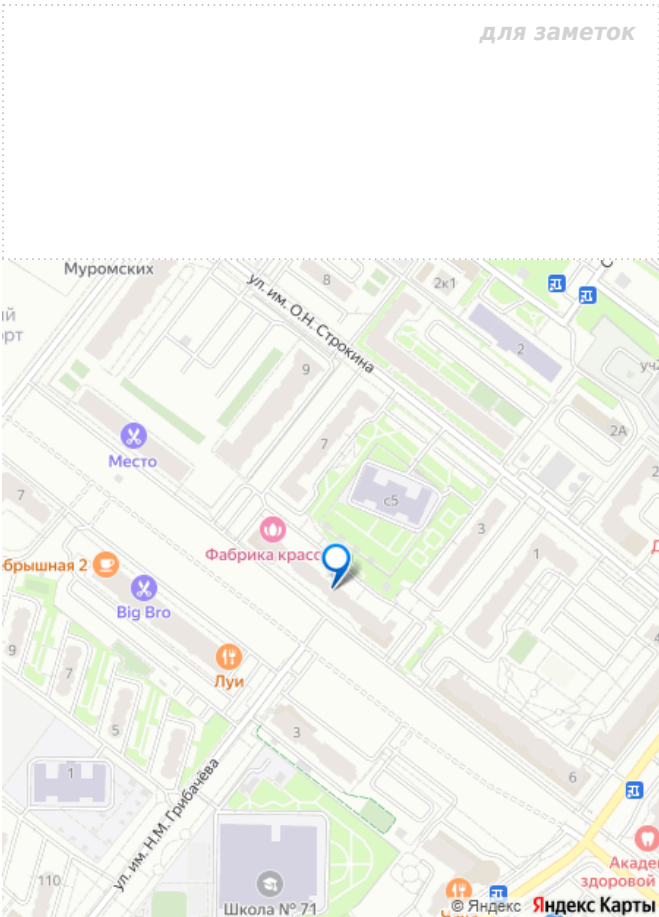 для заметок
Муромских
8
2к1
ул. им. О.Н. Строкина
2
9
7
2А
Место
с5
7
3
1
Фабрика красо
брышная 2
Big Bro
9
7
Луи
5
3
1
6
ул. им. Н.М. Грибачёва
110
Школа № 71
Акаде
здоровой
© Яндекс Яндекс Карты